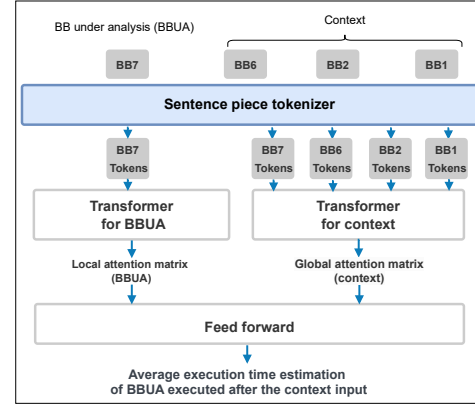 BB under analysis (BBUA)
Context
BB7
BB6
BB2
BB1
Sentence piece tokenizer
BB7
Tokens
BB7
Tokens
BB6
Tokens
BB2
Tokens
BB1
Tokens
Transformer
for BBUA
Transformer
for context
Local attention matrix
(BBUA)
Global attention matrix
(context)
Feed forward
Average execution time estimation
of BBUA executed after the context input